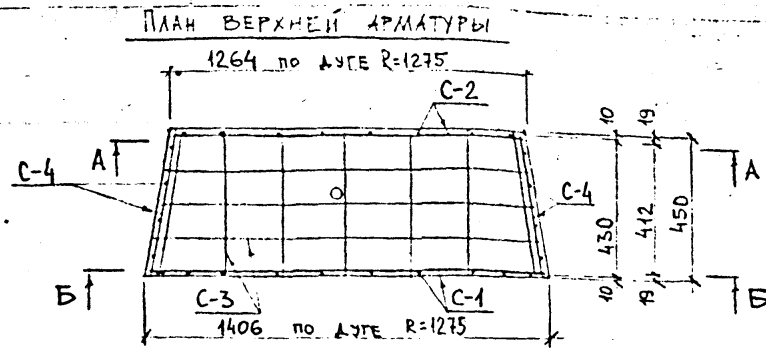 ПЛАН ВЕРХНЕЙ АРМАТУРЫ
1264 по дуге R=1275
С-2
10
19
А
А
С-4
С-4
430
412
450
Б
Б
С-3
С-1
10
19
1406 по дуге R=1275